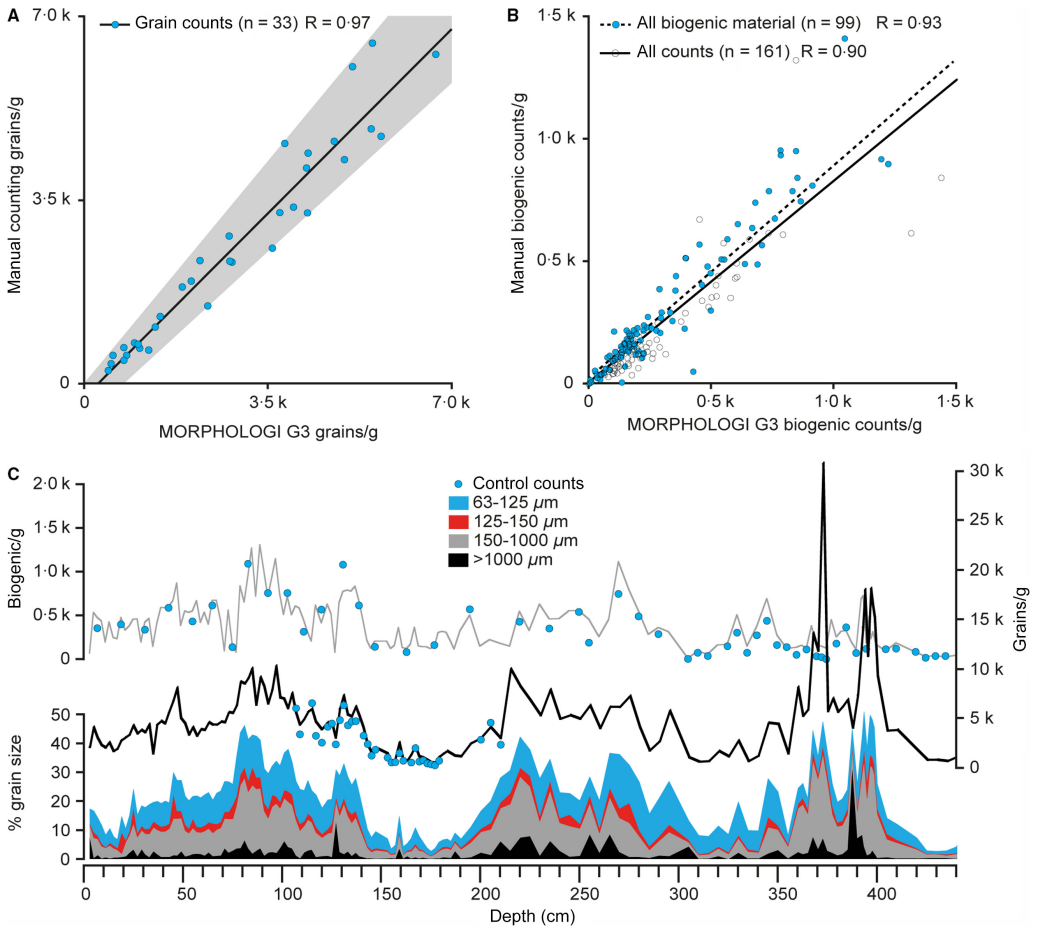 A
Grain counts (n = 33) R = 0·97
7·0 k
3·5 k
0
Manual counting grains/g
0
3·5 k
7·0 k
MORPHOLOGI G3 grains/g
B
All biogenic material (n = 99) R = 0·93
All counts (n = 161) R = 0·90
1·5 k
1·0 k
0·5 k
0
Manual biogenic counts/g
0
0·5 k
1·0 k
1·5 k
MORPHOLOGI G3 biogenic counts/g
C
Control counts
63-125 µm
125-150 µm
150-1000 µm
>1000 µm
2·0 k
1·5 k
1·0 k
0·5 k
0
Biogenic/g
30 k
25 k
20 k
15 k
10 k
5 k
0
Grains/g
50
40
30
20
10
0
% grain size
0
50
100
150
200
250
300
350
400
Depth (cm)